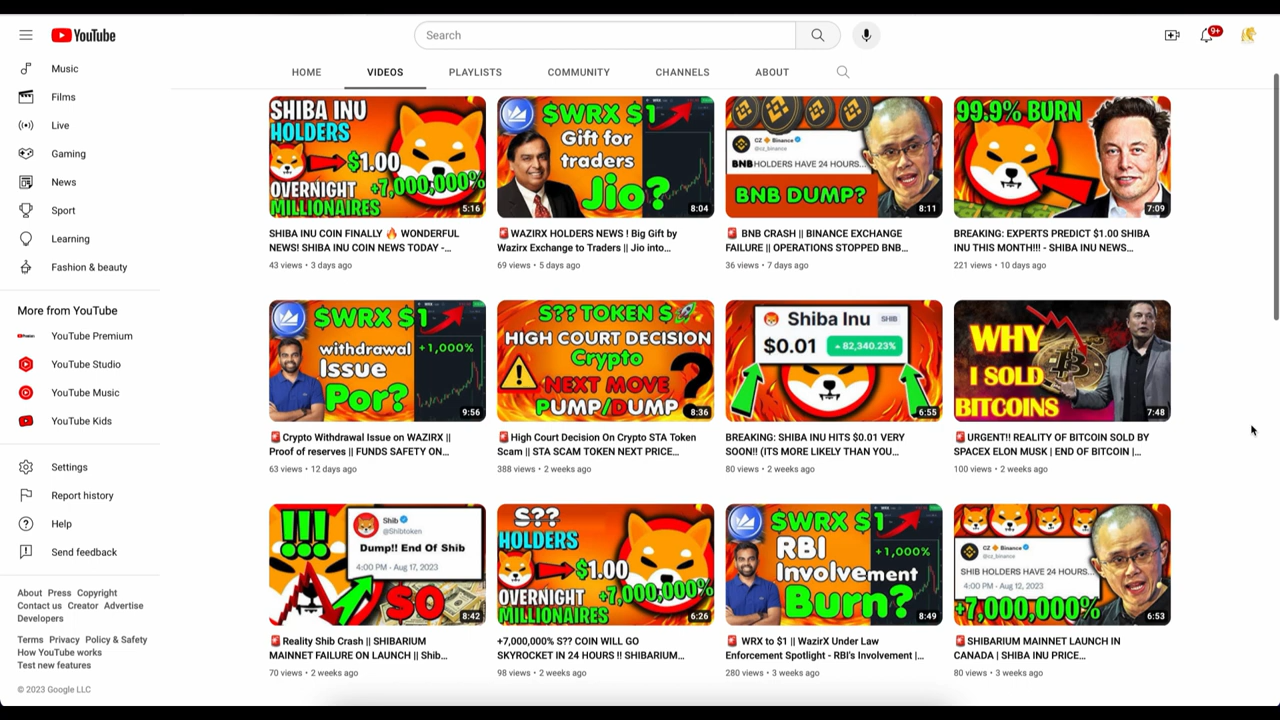 YouTube
Search
9+
Music
Films
Live
Gaming
News
Sport
Learning
Fashion & beauty
More from YouTube
YouTube Premium
YouTube Studio
YouTube Music
YouTube Kids
Settings
Report history
Help
Send feedback
About Press Copyright
Contact us Creator Advertise
Developers
Terms Privacy Policy & Safety
How YouTube works
Test new features
© 2023 Google LLC
HOME
VIDEOS
PLAYLISTS
COMMUNITY
CHANNELS
ABOUT
SHIBA INU
HOLDERS
$1.00
OVERNIGHT +7,000,000%
MILLIONAIRES
5:16
SHIBA INU COIN FINALLY 🔥 WONDERFUL
NEWS! SHIBA INU COIN NEWS TODAY -...
43 views • 3 days ago
$WRX $1
Gift for
traders
Jio?
8:04
🚨WAZIRX HOLDERS NEWS ! Big Gift by
Wazirx Exchange to Traders || Jio into...
69 views • 5 days ago
CZ Binance
@cz_binance
BNB HOLDERS HAVE 24 HOURS...
BNB DUMP?
8:11
🚨 BNB CRASH || BINANCE EXCHANGE
FAILURE || OPERATIONS STOPPED BNB...
36 views • 7 days ago
99.9% BURN
7:09
BREAKING: EXPERTS PREDICT $1.00 SHIBA
INU THIS MONTH!!! - SHIBA INU NEWS...
221 views • 10 days ago
$WRX $1
withdrawal
+1,000%
Issue
Por?
9:56
🚨Crypto Withdrawal Issue on WAZIRX ||
Proof of reserves || FUNDS SAFETY ON...
63 views • 12 days ago
S?? TOKEN $🚀
HIGH COURT DECISION
Crypto
NEXT MOVE
?
PUMP/DUMP
8:36
🚨High Court Decision On Crypto STA Token
Scam || STA SCAM TOKEN NEXT PRICE...
388 views • 2 weeks ago
Shiba Inu SHIB
$0.01 82,340.23%
6:55
BREAKING: SHIBA INU HITS $0.01 VERY
SOON!! (ITS MORE LIKELY THAN YOU...
80 views • 2 weeks ago
WHY
I SOLD
BITCOINS
7:48
🚨URGENT!! REALITY OF BITCOIN SOLD BY
SPACEX ELON MUSK | END OF BITCOIN |...
100 views • 2 weeks ago
!!!
Shib
@Shibtoken
Dump!! End Of Shib
4:00 PM - Aug 17, 2023
$0
8:42
🚨Reality Shib Crash || SHIBARIUM
MAINNET FAILURE ON LAUNCH || Shib...
70 views • 2 weeks ago
S??
HOLDERS
$1.00
OVERNIGHT +7,000,000%
MILLIONAIRES
6:26
+7,000,000% S?? COIN WILL GO
SKYROCKET IN 24 HOURS !! SHIBARIUM...
98 views • 2 weeks ago
$WRX $1
RBI
+1,000%
Involvement
Burn?
8:49
🚨 WRX to $1 || WazirX Under Law
Enforcement Spotlight - RBI's Involvement |...
280 views • 3 weeks ago
CZ Binance
@cz_binance
SHIB HOLDERS HAVE 24 HOURS...
4:00 PM - Aug 12, 2023
+7,000,000%
6:53
🚨SHIBARIUM MAINNET LAUNCH IN
CANADA | SHIBA INU PRICE...
80 views • 3 weeks ago